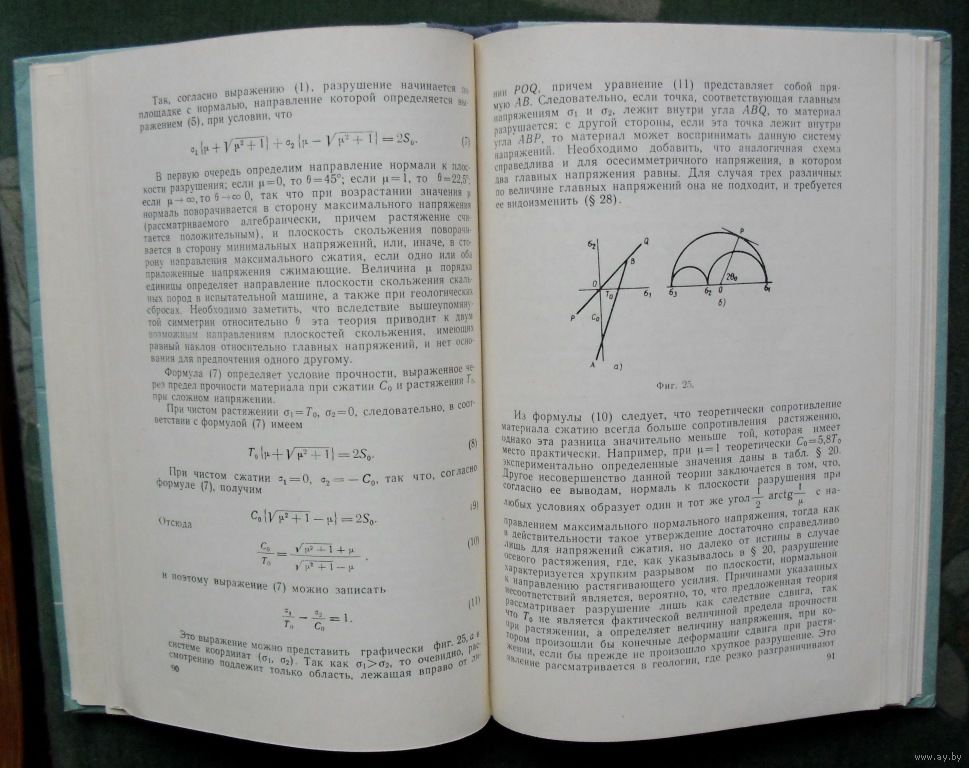 Так, согласно выражению (1), разрушение начинается по
площадке с нормалью, направление которой определяется вы-
ражением (5), при условии, что
σ₁{μ+√μ²+1}+σ₂{μ−√μ²+1}=2S₀. (7)
В первую очередь определим направление нормали к плос-
кости разрушения; если μ=0, то θ=45°; если μ=1, то θ=22,5°;
если μ→∞, то θ→∞ 0, так что при возрастании значения μ
нормаль поворачивается в сторону максимального напряжения
(рассматриваемого алгебраически, причем растяжение счи-
тается положительным), и плоскость скольжения поворачи-
вается в сторону минимальных напряжений, или, иначе, в сто-
рону направления максимального сжатия, если одно или оба
приложенные напряжения сжимающие. Величина μ порядка
единицы определяет направление плоскости скольжения скаль-
ных пород в испытательной машине, а также при геологических
сбросах. Необходимо заметить, что вследствие вышеупомяну-
той симметрии относительно θ эта теория приводит к двум
возможным направлениям плоскостей скольжения, имеющих
равный наклон относительно главных напряжений, и нет осно-
вания для предпочтения одного другому.
Формула (7) определяет условие прочности, выраженное че-
рез предел прочности материала при сжатии C₀ и растяжении T₀,
при сложном напряжении.
При чистом растяжении σ₁=T₀, σ₂=0, следовательно, в соот-
ветствии с формулой (7) имеем
T₀{μ+√μ²+1}=2S₀. (8)
При чистом сжатии σ₁=0, σ₂=−C₀, так что, согласно
формуле (7), получим
C₀{√μ²+1−μ}=2S₀. (9)
Отсюда
C₀/T₀=(√μ²+1+μ)/(√μ²+1−μ). (10)
и поэтому выражение (7) можно записать
σ₁/T₀−σ₂/C₀=1. (11)
Это выражение можно представить графически фиг. 25, а в
системе координат (σ₁, σ₂). Так как σ₁>σ₂, то очевидно, рас-
смотрению подлежит только область, лежащая вправо от ли-
90
нии POQ, причем уравнение (11) представляет собой пря-
мую AB. Следовательно, если точка, соответствующая главным
напряжениям σ₁ и σ₂, лежит внутри угла ABQ, то материал
разрушается; с другой стороны, если эта точка лежит внутри
угла ABP, то материал может воспринимать данную систему
напряжений. Необходимо добавить, что аналогичная схема
справедлива и для осесимметричного напряжения, в котором
два главных напряжения равны. Для случая трех различных
по величине главных напряжений она не подходит, и требуется
ее видоизменить (§ 28).
σ₂ Q B O T₀ σ₁ P C₀ A а)
P 2θ₀ σ₃ σ₂ O σ₁ б)
Фиг. 25.
Из формулы (10) следует, что теоретически сопротивление
материала сжатию всегда больше сопротивления растяжению,
однако эта разница значительно меньше той, которая имеет
место практически. Например, при μ=1 теоретически C₀=5,8T₀
экспериментально определенные значения даны в табл. § 20.
Другое несовершенство данной теории заключается в том, что,
согласно ее выводам, нормаль к плоскости разрушения при
любых условиях образует один и тот же угол 1/2 arctg 1/μ с на-
правлением максимального нормального напряжения, тогда как
в действительности такое утверждение достаточно справедливо
лишь для напряжений сжатия, но далеко от истины в случае
осевого растяжения, где, как указывалось в § 20, разрушение
характеризуется хрупким разрывом по плоскости, нормальной
к направлению растягивающего усилия. Причинами указанных
несоответствий является, вероятно, то, что предложенная теория
рассматривает разрушение лишь как следствие сдвига, так
что T₀ не является фактической величиной предела прочности
при растяжении, а определяет величину напряжения, при ко-
тором произошли бы конечные деформации сдвига при растя-
жении, если бы прежде не произошло хрупкое разрушение. Это
явление рассматривается в геологии, где резко разграничивают
91
www.ay.by